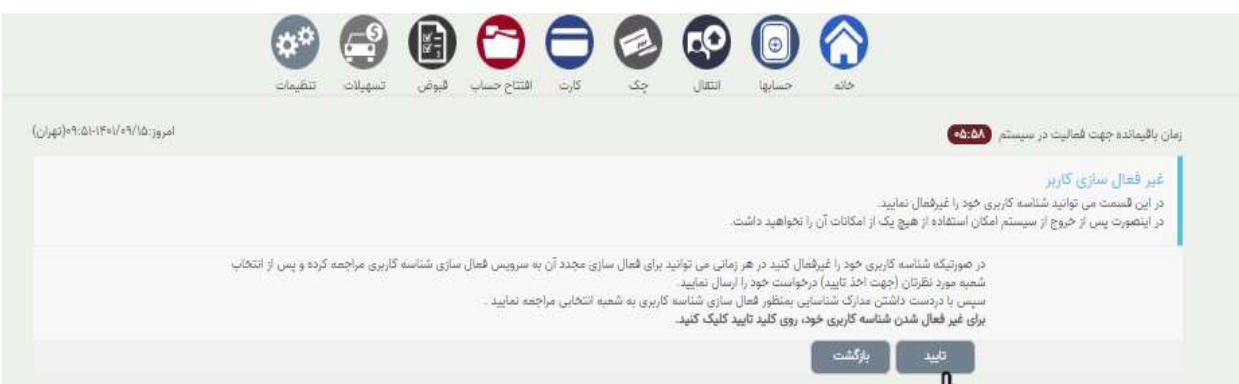 خانه حسابها انتقال چک کارت افتتاح حساب قبوض تسهیلات تنظیمات
زمان باقیمانده جهت فعالیت در سیستم ۰۵:۵۸
امروز:۱۴۰۱/۰۹/۱۵-۰۹:۵۱(تهران)
غیر فعال سازی کاربر
در این قسمت می توانید شناسه کاربری خود را غیرفعال نمایید.
در اینصورت پس از خروج از سیستم امکان استفاده از هیچ یک از امکانات آن را نخواهید داشت.
در صورتیکه شناسه کاربری خود را غیرفعال کنید در هر زمانی می توانید برای فعال سازی مجدد آن به سرویس فعال سازی شناسه کاربری مراجعه کرده و پس از انتخاب
شعبه مورد نظرتان (جهت اخذ تایید) درخواست خود را ارسال نمایید.
سپس با دردست داشتن مدارک شناسایی بمنظور فعال سازی شناسه کاربری به شعبه انتخابی مراجعه نمایید .
برای غیر فعال شدن شناسه کاربری خود، روی کلید تایید کلیک کنید.
تایید بازگشت